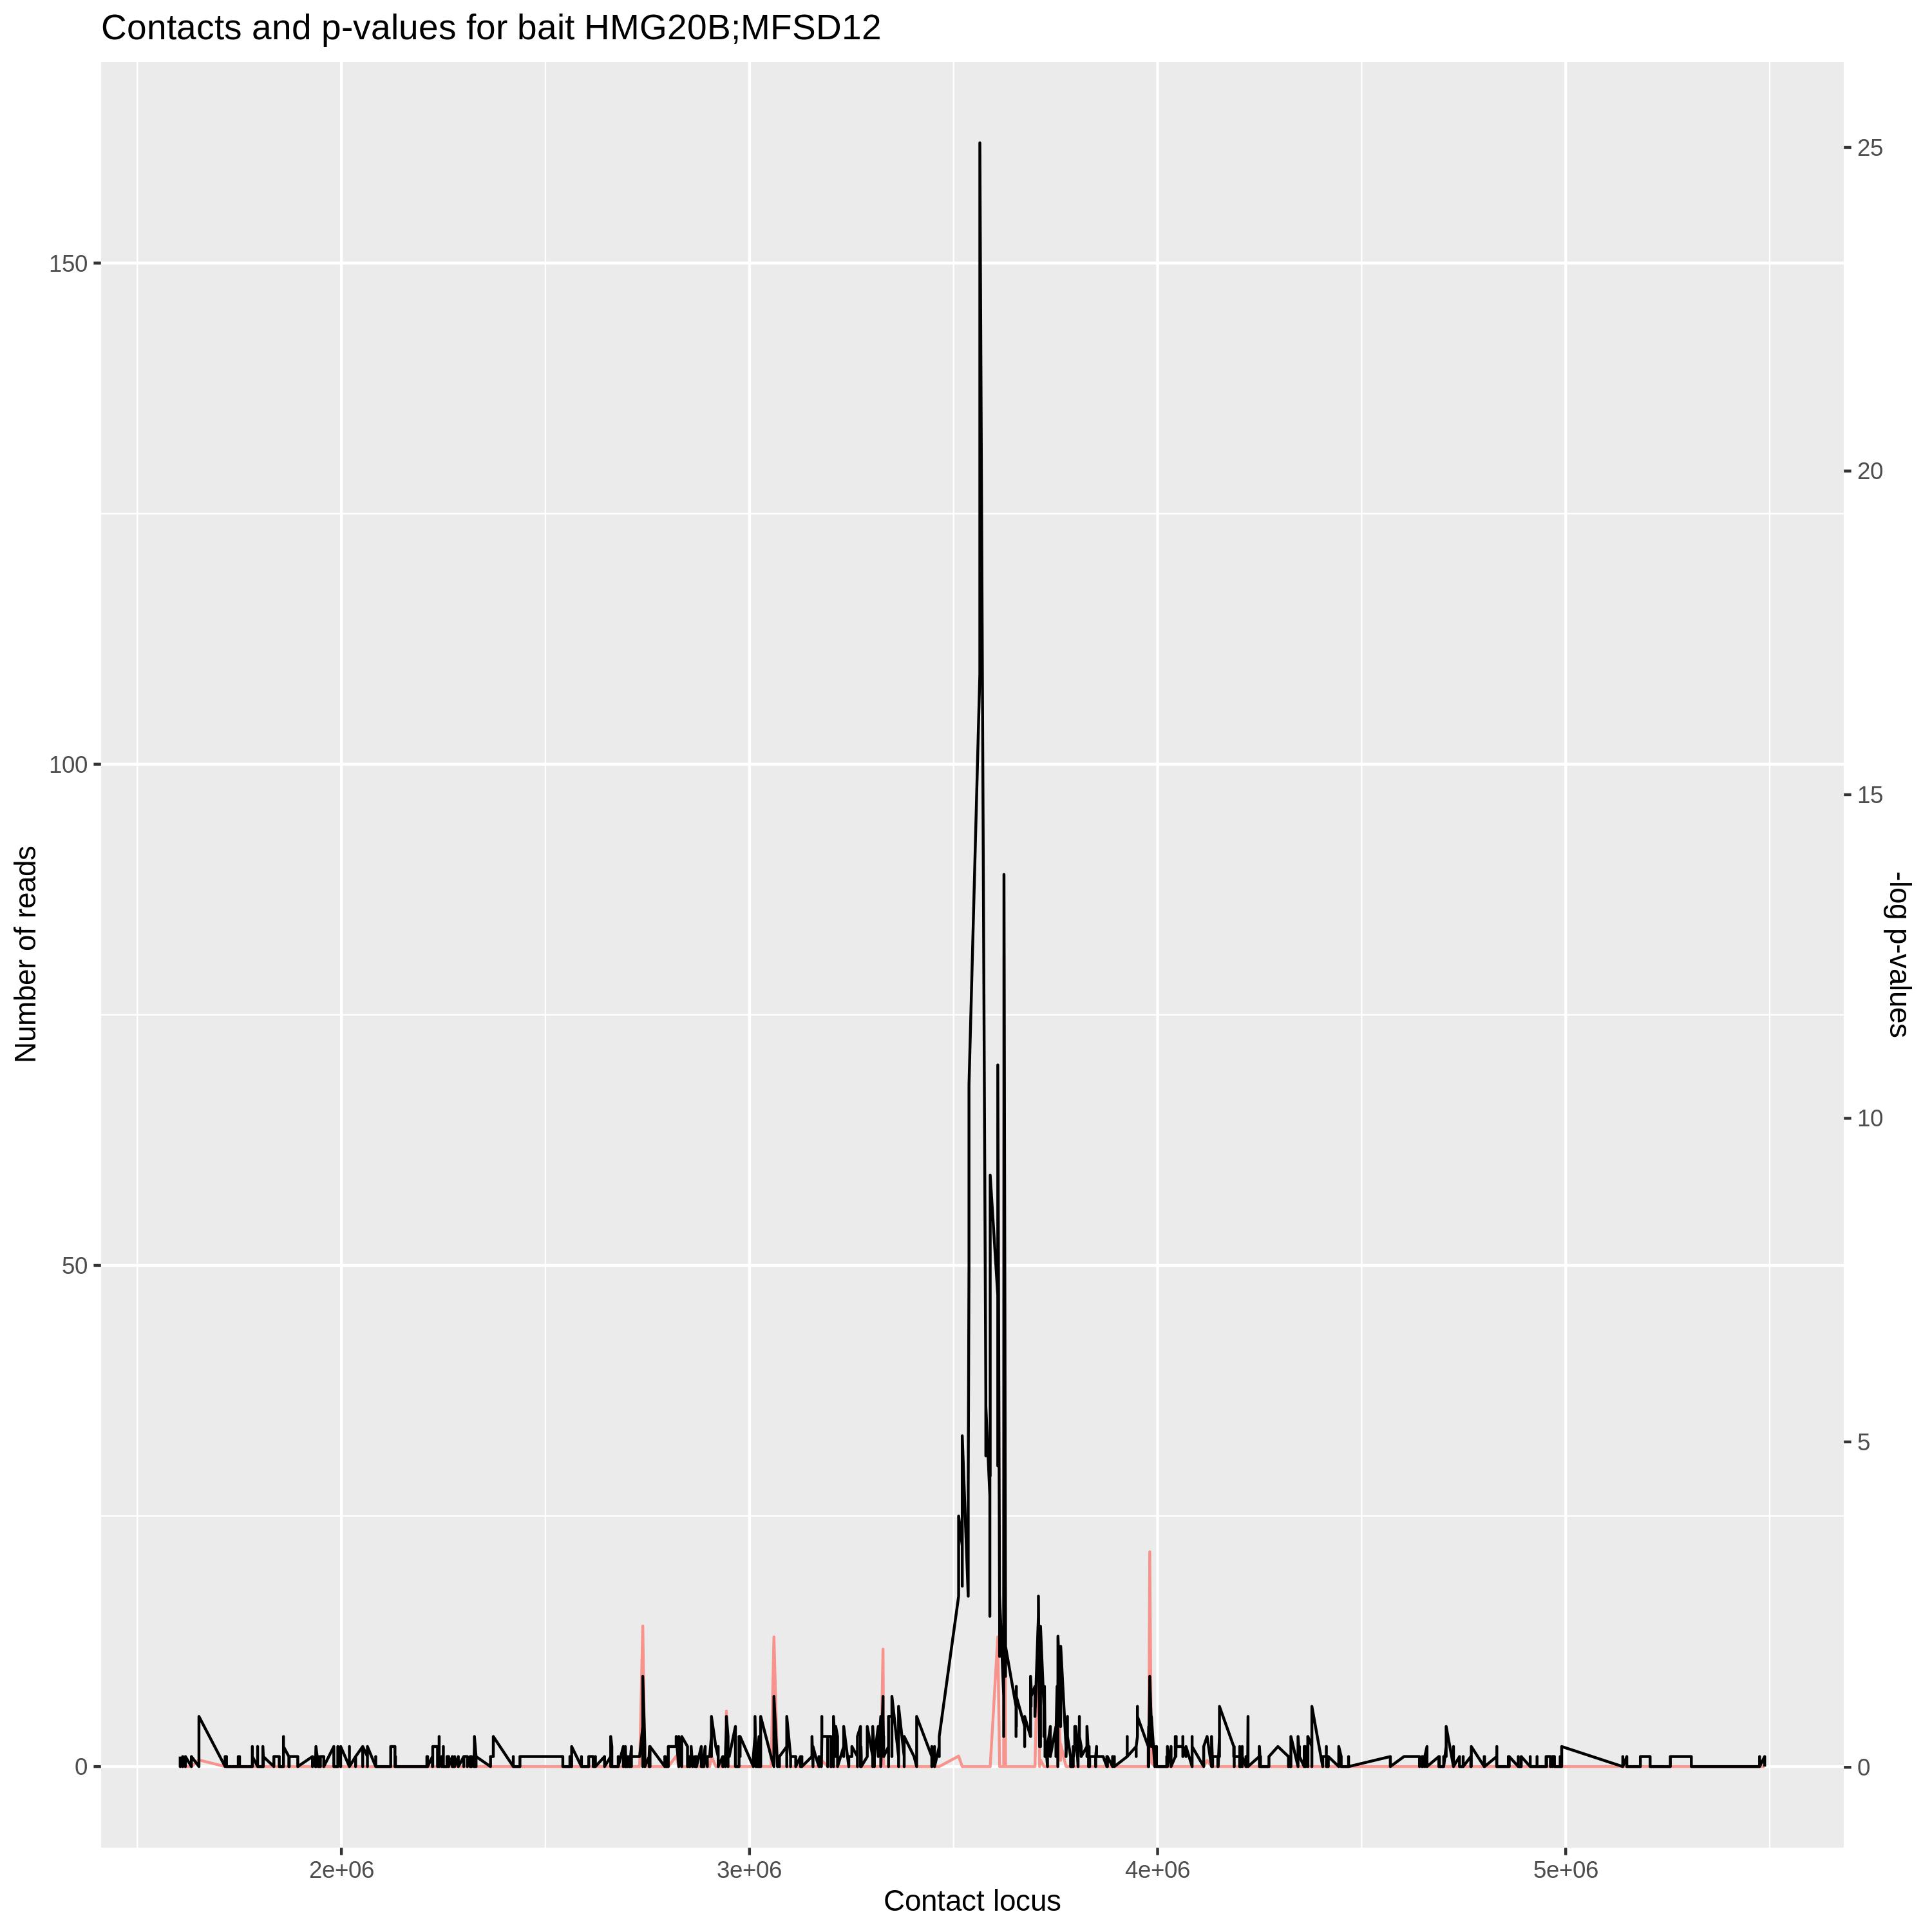 Contacts and p-values for bait HMG20B;MFSD12
Number of reads
150
100
50
0
25
20
15
10
5
0
-log p-values
2e+06
3e+06
4e+06
5e+06
Contact locus